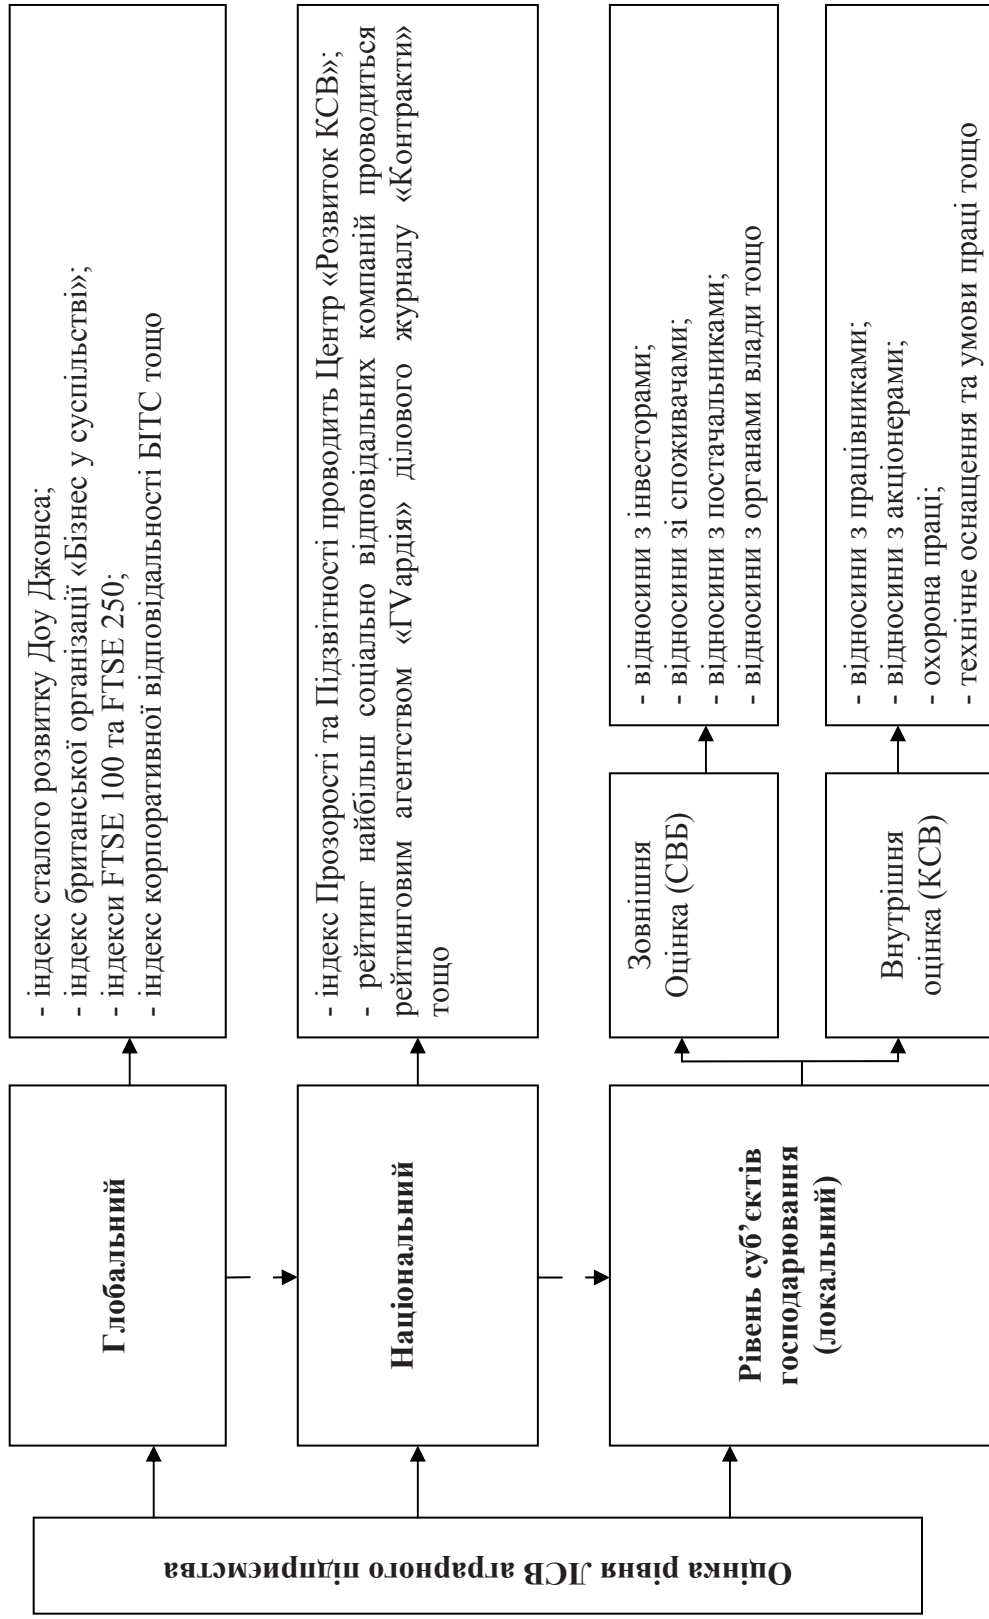 Оцінка рівня ЛСВ аграрного підприємства
Глобальний
- індекс сталого розвитку Доу Джонса;
- індекс британської організації «Бізнес у суспільстві»;
- індекси FTSE 100 та FTSE 250;
- індекс корпоративної відповідальності БІТС тощо
Національний
- індекс Прозорості та Підзвітності проводить Центр «Розвиток КСВ»;
- рейтинг найбільш соціально відповідальних компаній проводиться
рейтинговим агентством «ГVардія» ділового журналу «Контракти»
тощо
Рівень суб’єктів
господарювання
(локальний)
Зовнішня
Оцінка (СВБ)
- відносини з інвесторами;
- відносини зі споживачами;
- відносини з постачальниками;
- відносини з органами влади тощо
Внутрішня
оцінка (КСВ)
- відносини з працівниками;
- відносини з акціонерами;
- охорона праці;
- технічне оснащення та умови праці тощо